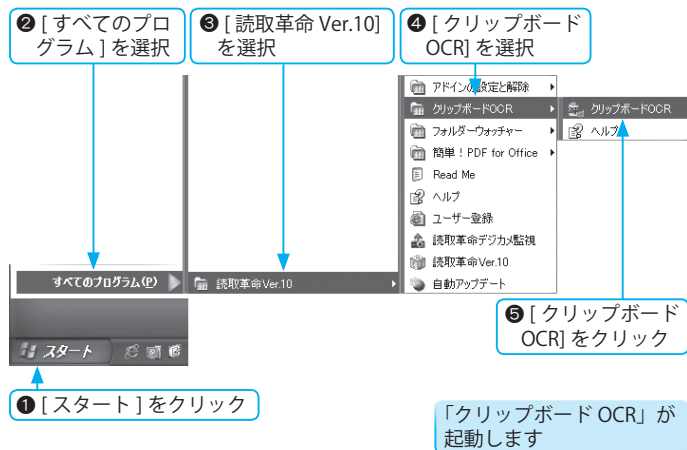 ❷ [ すべてのプロ
グラム ] を選択
❸ [ 読取革命 Ver.10]
を選択
❹ [ クリップボード
OCR] を選択
アドインの設定と解除
クリップボードOCR
フォルダーウォッチャー
簡単！PDF for Office
Read Me
ヘルプ
ユーザー登録
読取革命デジカメ監視
読取革命Ver.10
自動アップデート
クリップボードOCR
ヘルプ
すべてのプログラム(P)
読取革命Ver.10
スタート
❺ [ クリップボード
OCR] をクリック
❶ [ スタート ] をクリック
「クリップボード OCR」が
起動します